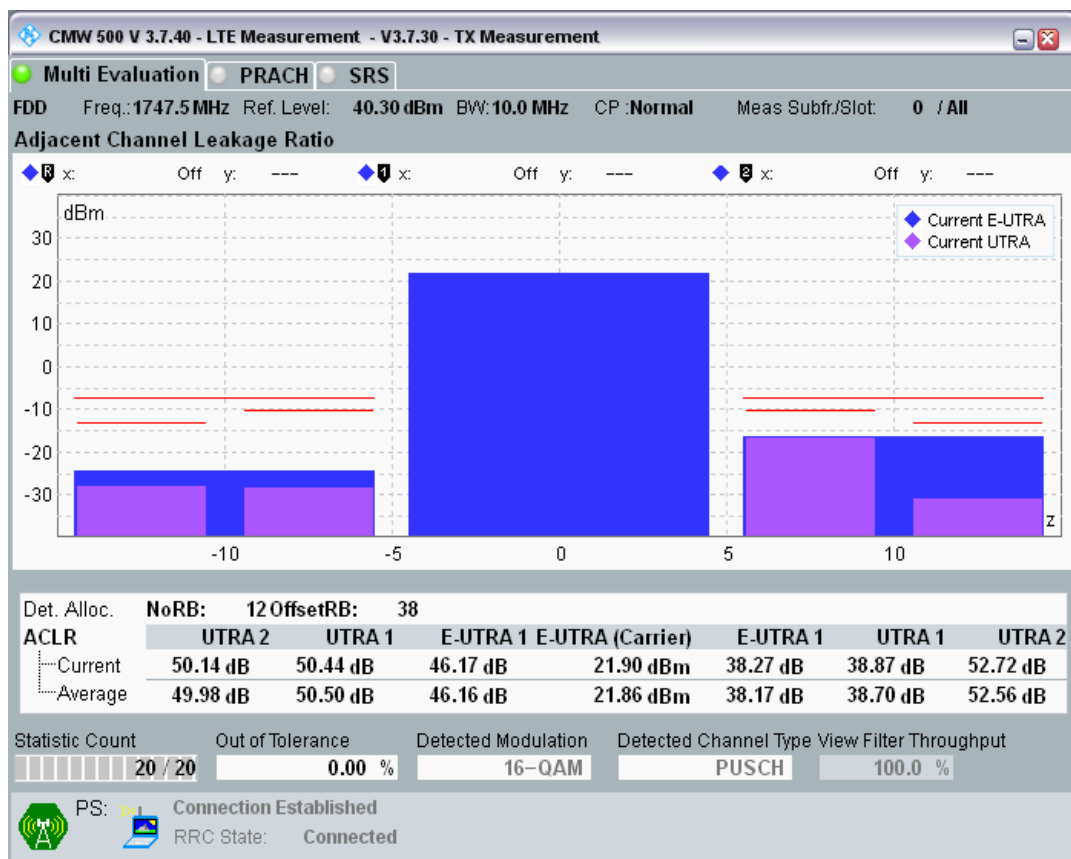 CMW 500 V 3.7.40 - LTE Measurement - V3.7.30 - TX Measurement
Multi Evaluation PRACH SRS
FDD Freq.: 1747.5 MHz Ref. Level: 40.30 dBm BW: 10.0 MHz CP :Normal Meas Subfr./Slot: 0 / All
Adjacent Channel Leakage Ratio
R x: Off y: --- 1 x: Off y: --- 2 x: Off y: ---
dBm
Current E-UTRA
Current UTRA
30
20
10
0
-10
-20
-30
z
-10 -5 0 5 10
Det. Alloc. NoRB: 12 OffsetRB: 38
ACLR UTRA 2 UTRA 1 E-UTRA 1 E-UTRA (Carrier) E-UTRA 1 UTRA 1 UTRA 2
Current 50.14 dB 50.44 dB 46.17 dB 21.90 dBm 38.27 dB 38.87 dB 52.72 dB
Average 49.98 dB 50.50 dB 46.16 dB 21.86 dBm 38.17 dB 38.70 dB 52.56 dB
Statistic Count Out of Tolerance Detected Modulation Detected Channel Type View Filter Throughput
20 / 20 0.00 % 16-QAM PUSCH 100.0 %
PS: Connection Established
RRC State: Connected